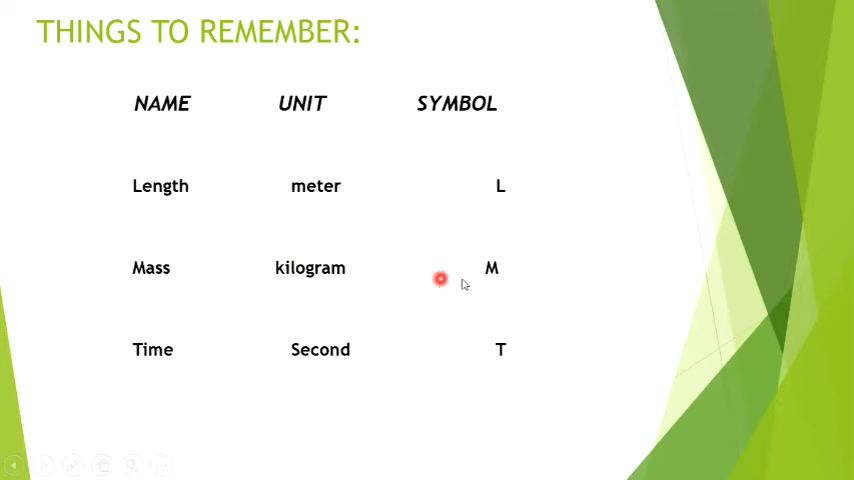 THINGS TO REMEMBER:
NAME UNIT SYMBOL
Length meter L
Mass kilogram M
Time Second T